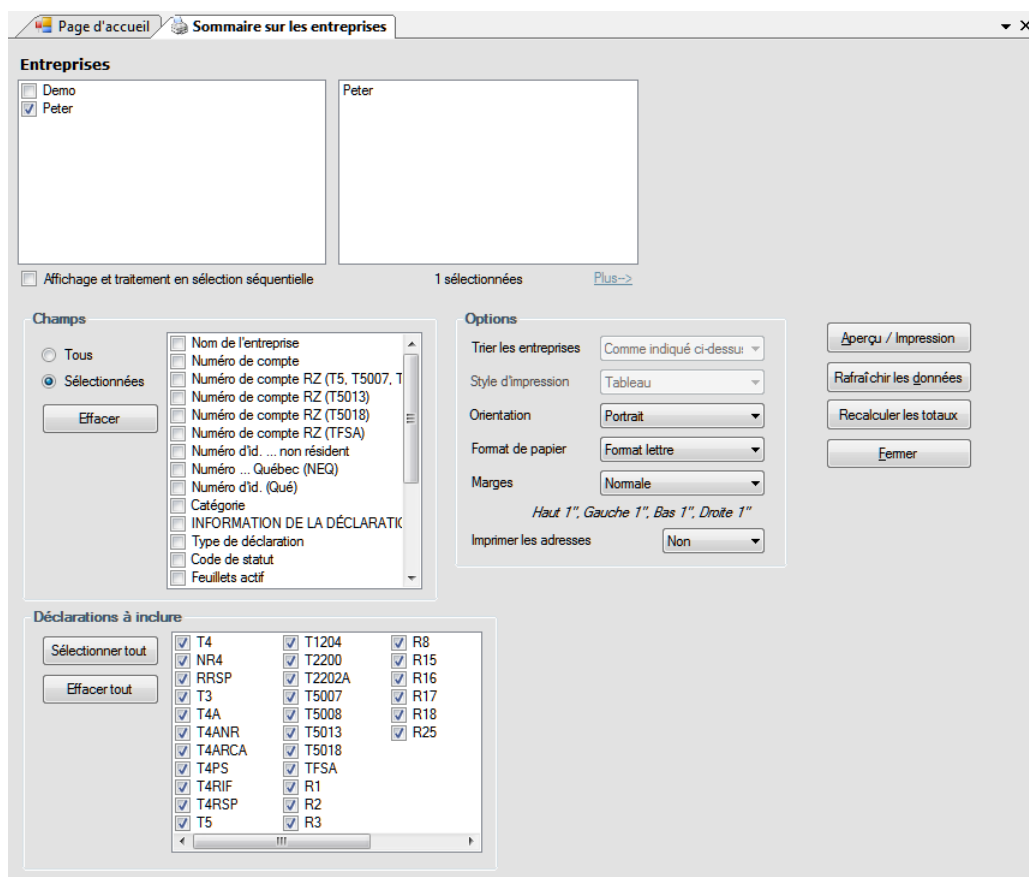 Page d'accueil
Sommaire sur les entreprises
Entreprises
Demo
Peter
Peter
Affichage et traitement en sélection séquentielle
1 sélectionnées
Plus-->
Champs
Tous
Sélectionnées
Effacer
Nom de l'entreprise
Numéro de compte
Numéro de compte RZ (T5, T5007, T
Numéro de compte RZ (T5013)
Numéro de compte RZ (T5018)
Numéro de compte RZ (TFSA)
Numéro d'id. ... non résident
Numéro ... Québec (NEQ)
Numéro d'id. (Qué)
Catégorie
INFORMATION DE LA DÉCLARATIO
Type de déclaration
Code de statut
Feuillets actif
Options
Trier les entreprises
Comme indiqué ci-dessus
Style d'impression
Tableau
Orientation
Portrait
Format de papier
Format lettre
Marges
Normale
Haut 1", Gauche 1", Bas 1", Droite 1"
Imprimer les adresses
Non
Aperçu / Impression
Rafraîchir les données
Recalculer les totaux
Fermer
Déclarations à inclure
Sélectionner tout
Effacer tout
T4
NR4
RRSP
T3
T4A
T4ANR
T4ARCA
T4PS
T4RIF
T4RSP
T5
T1204
T2200
T2202A
T5007
T5008
T5013
T5018
TFSA
R1
R2
R3
R8
R15
R16
R17
R18
R25